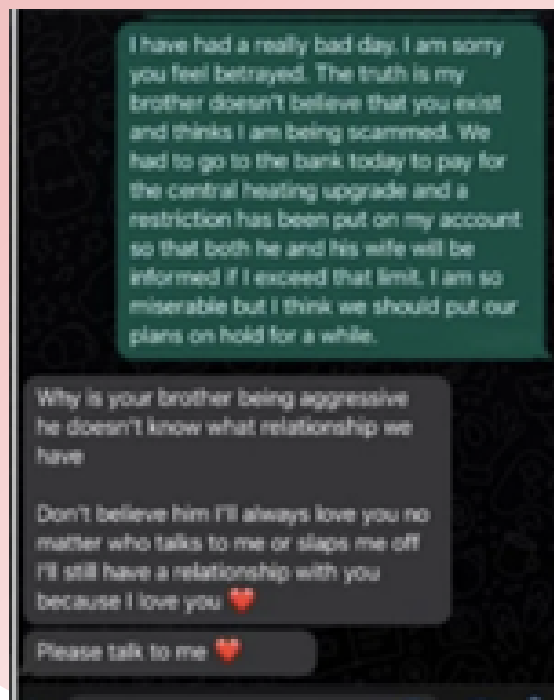 I have had a really bad day. I am sorry
you feel betrayed. The truth is my
brother doesn't believe that you exist
and thinks I am being scammed. We
had to go to the bank today to pay for
the central heating upgrade and a
restriction has been put on my account
so that both he and his wife will be
informed if I exceed that limit. I am so
miserable but I think we should put our
plans on hold for a while.
Why is your brother being aggressive
he doesn't know what relationship we
have
Don't believe him I'll always love you no
matter who talks to me or slaps me off
I'll still have a relationship with you
because I love you ❤️
Please talk to me ❤️